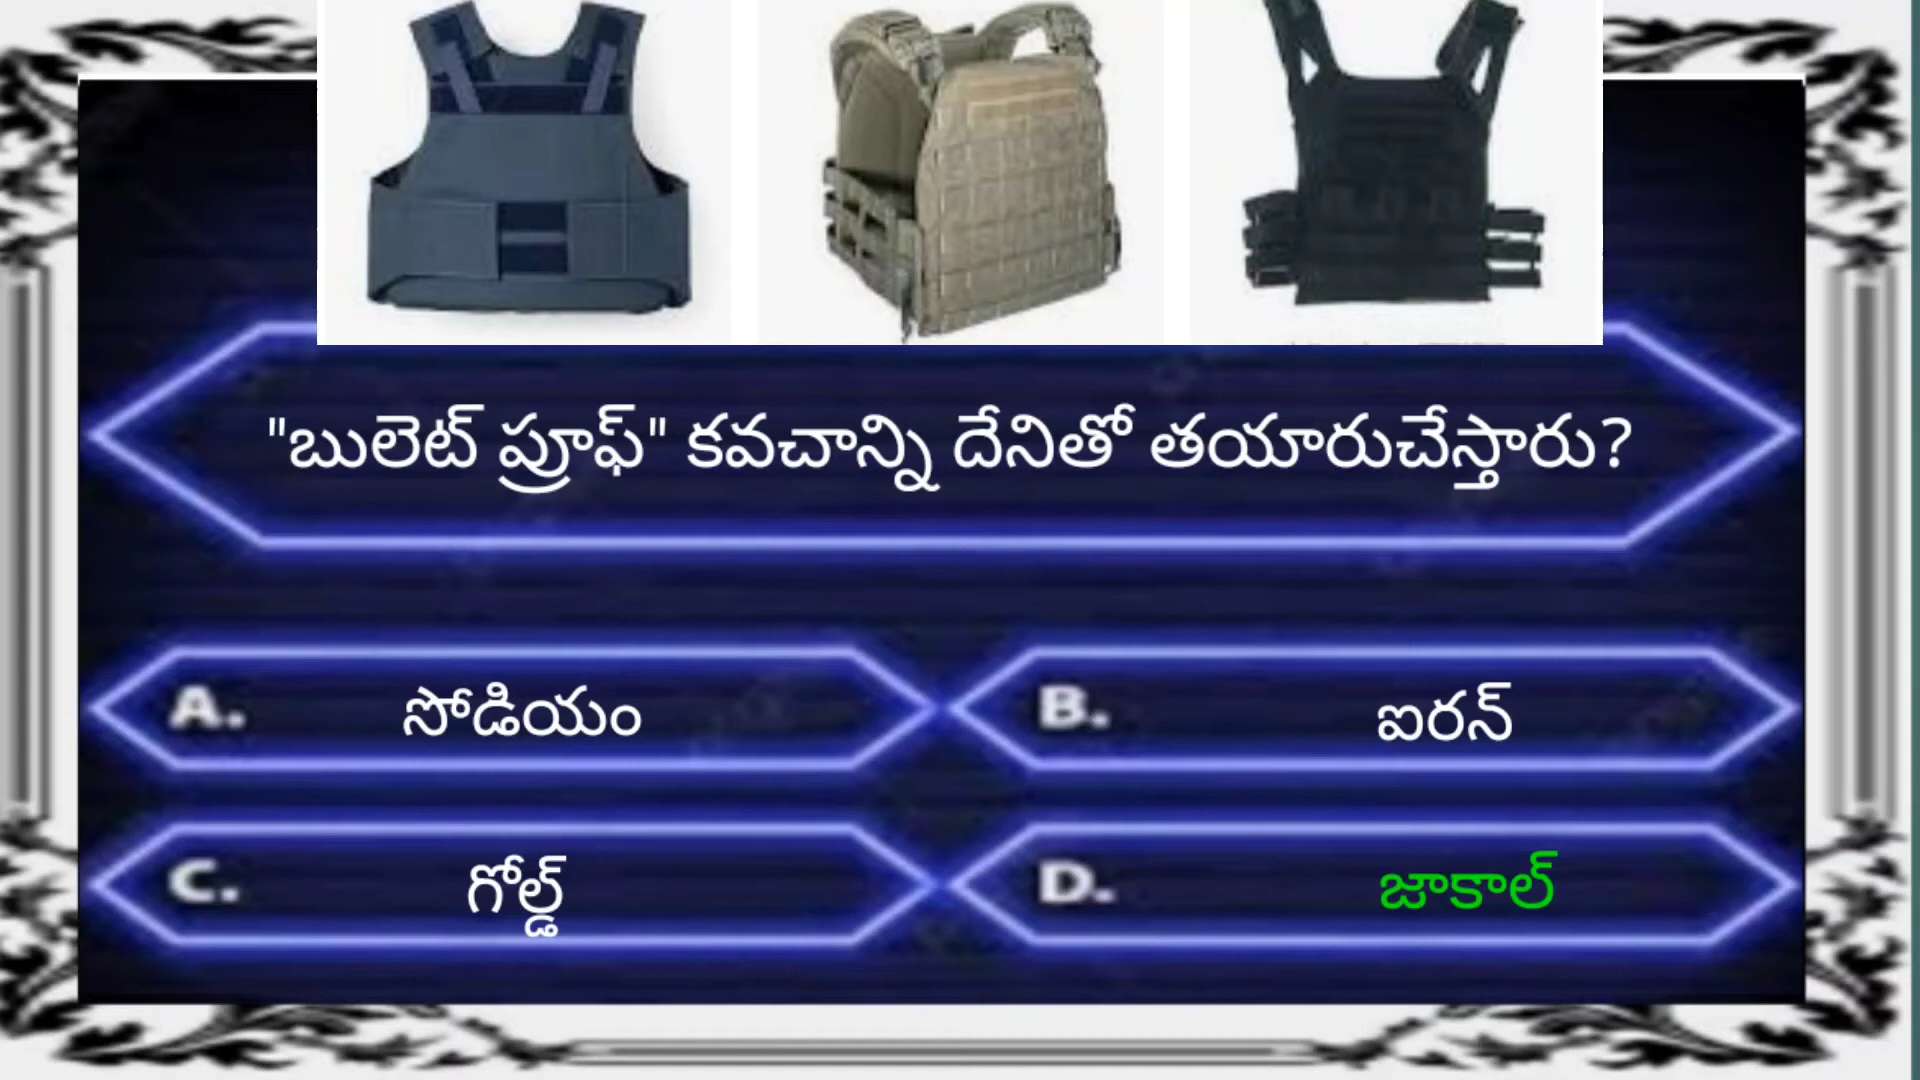 "బులెట్ ప్రూఫ్" కవచాన్ని దేనితో తయారుచేస్తారు?
A. సోడియం
B. ఐరన్
C. గోల్డ్
D. జాకాల్